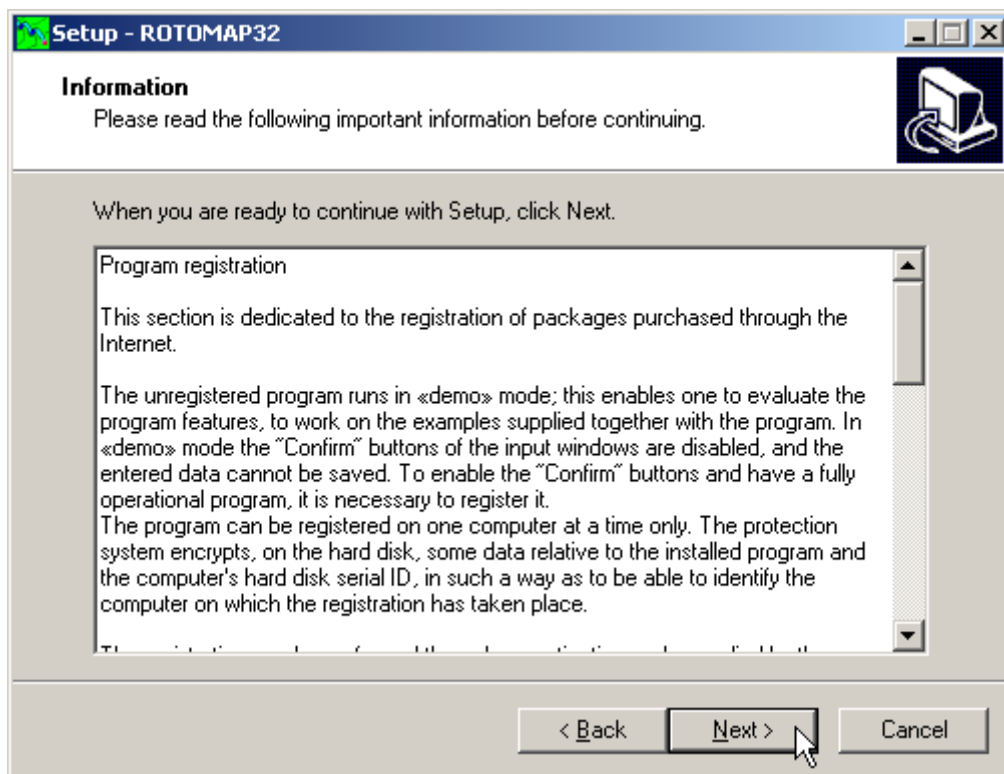 Setup - ROTOMAP32
Information
Please read the following important information before continuing.
When you are ready to continue with Setup, click Next.
Program registration
This section is dedicated to the registration of packages purchased through the
Internet.
The unregistered program runs in «demo» mode; this enables one to evaluate the
program features, to work on the examples supplied together with the program. In
«demo» mode the "Confirm" buttons of the input windows are disabled, and the
entered data cannot be saved. To enable the "Confirm" buttons and have a fully
operational program, it is necessary to register it.
The program can be registered on one computer at a time only. The protection
system encrypts, on the hard disk, some data relative to the installed program and
the computer's hard disk serial ID, in such a way as to be able to identify the
computer on which the registration has taken place.
< Back
Next >
Cancel